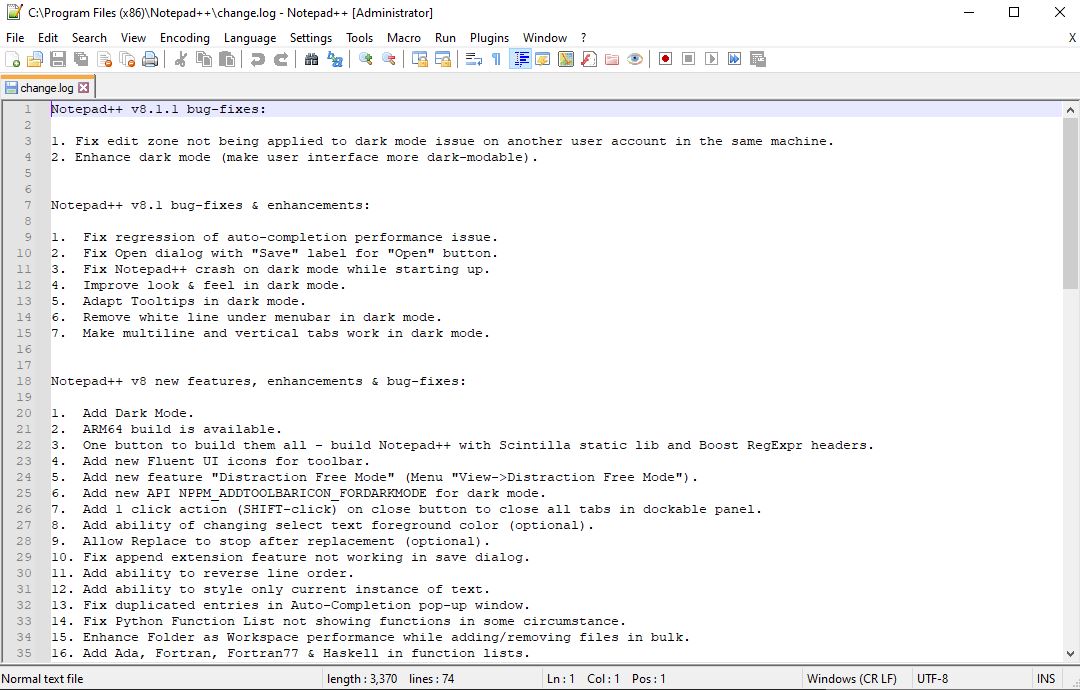 C:\Program Files (x86)\Notepad++\change.log - Notepad++ [Administrator]
File Edit Search View Encoding Language Settings Tools Macro Run Plugins Window ? X
change.log
1 Notepad++ v8.1.1 bug-fixes:
2
3 1. Fix edit zone not being applied to dark mode issue on another user account in the same machine.
4 2. Enhance dark mode (make user interface more dark-modable).
5
6
7 Notepad++ v8.1 bug-fixes & enhancements:
8
9 1.  Fix regression of auto-completion performance issue.
10 2.  Fix Open dialog with "Save" label for "Open" button.
11 3.  Fix Notepad++ crash on dark mode while starting up.
12 4.  Improve look & feel in dark mode.
13 5.  Adapt Tooltips in dark mode.
14 6.  Remove white line under menubar in dark mode.
15 7.  Make multiline and vertical tabs work in dark mode.
16
17
18 Notepad++ v8 new features, enhancements & bug-fixes:
19
20 1.  Add Dark Mode.
21 2.  ARM64 build is available.
22 3.  One button to build them all - build Notepad++ with Scintilla static lib and Boost RegExpr headers.
23 4.  Add new Fluent UI icons for toolbar.
24 5.  Add new feature "Distraction Free Mode" (Menu "View->Distraction Free Mode").
25 6.  Add new API NPPM_ADDTOOLBARICON_FORDARKMODE for dark mode.
26 7.  Add 1 click action (SHIFT-click) on close button to close all tabs in dockable panel.
27 8.  Add ability of changing select text foreground color (optional).
28 9.  Allow Replace to stop after replacement (optional).
29 10. Fix append extension feature not working in save dialog.
30 11. Add ability to reverse line order.
31 12. Add ability to style only current instance of text.
32 13. Fix duplicated entries in Auto-Completion pop-up window.
33 14. Fix Python Function List not showing functions in some circumstance.
34 15. Enhance Folder as Workspace performance while adding/removing files in bulk.
35 16. Add Ada, Fortran, Fortran77 & Haskell in function lists.
Normal text file length : 3,370 lines : 74 Ln : 1 Col : 1 Pos : 1 Windows (CR LF) UTF-8 INS